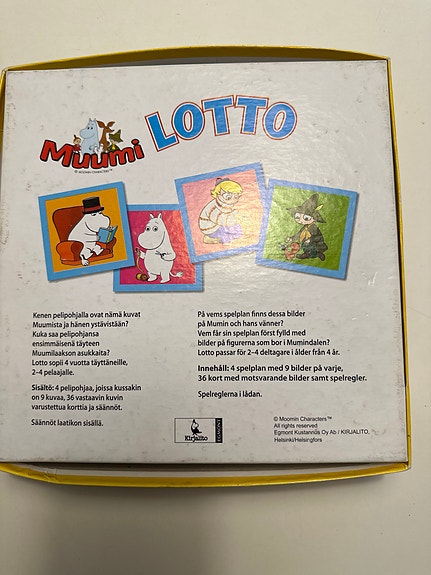 Muumi LOTTO
© MOOMIN CHARACTERS™
Kenen pelipohjalla ovat nämä kuvat
Muumista ja hänen ystävistään?
Kuka saa pelipohjansa
ensimmäisenä täyteen
Muumilaakson asukkaita?
Lotto sopii 4 vuotta täyttäneille,
2–4 pelaajalle.
Sisältö: 4 pelipohjaa, joissa kussakin
on 9 kuvaa, 36 vastaavin kuvin
varustettua korttia ja säännöt.
Säännöt laatikon sisällä.
På vems spelplan finns dessa bilder
på Mumin och hans vänner?
Vem får sin spelplan först fylld med
bilder på figurerna som bor i Mumindalen?
Lotto passar för 2–4 deltagare i ålder från 4 år.
Innehåll: 4 spelplan med 9 bilder på varje,
36 kort med motsvarande bilder samt spelregler.
Spelreglerna i lådan.
Kirjalito
EGMONT
© Moomin Characters™
All rights reserved
Egmont Kustannus Oy Ab / KIRJALITO,
Helsinki/Helsingfors